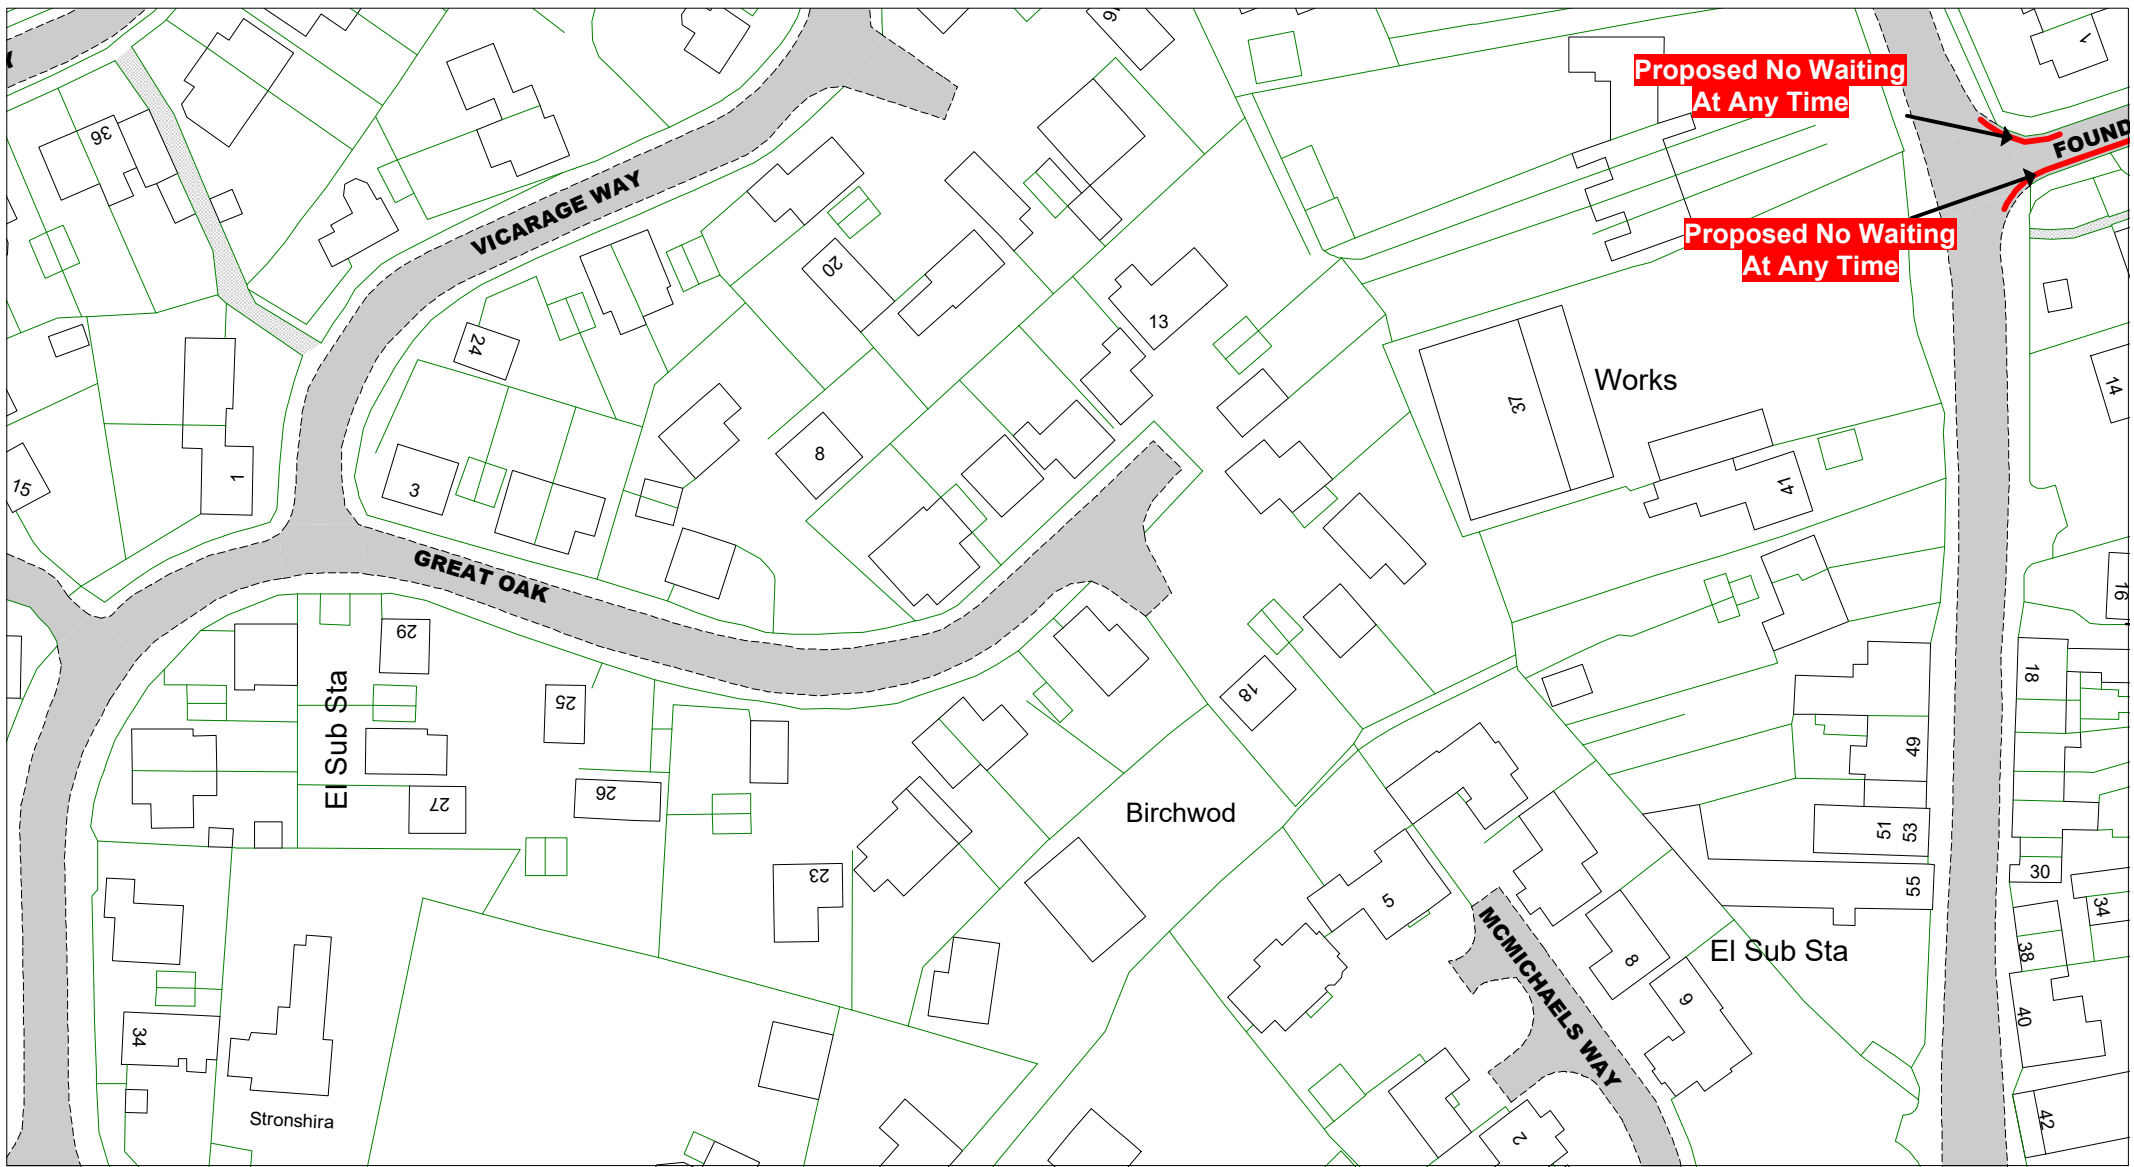 Proposed No Waiting
At Any Time
FOUND
Proposed No Waiting
At Any Time
VICARAGE WAY
GREAT OAK
MCMICHAELS WAY
Works
El Sub Sta
El Sub Sta
Birchwod
Stronshira
36
20
24
13
14
37
41
15
1
3
8
16
29
25
18
18
27
26
49
51
53
23
30
55
34
5
8
38
9
40
34
2
42
1